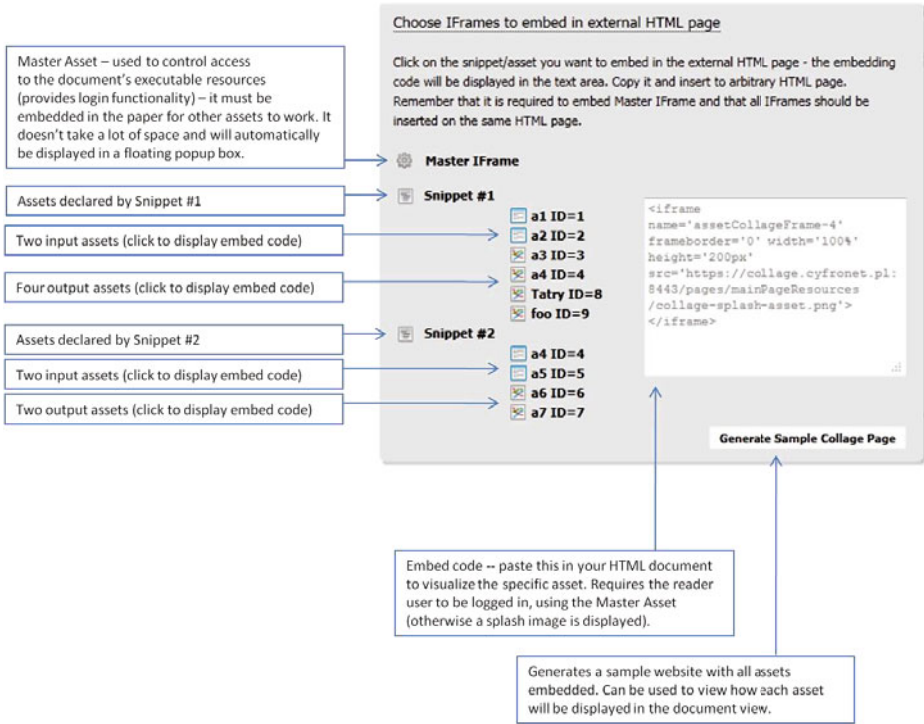 Choose IFrames to embed in external HTML page
Click on the snippet/asset you want to embed in the external HTML page - the embedding
code will be displayed in the text area. Copy it and insert to arbitrary HTML page.
Remember that it is required to embed Master IFrame and that all IFrames should be
inserted on the same HTML page.
Master Asset – used to control access
to the document's executable resources
(provides login functionality) – it must be
embedded in the paper for other assets to work. It
doesn't take a lot of space and will automatically
be displayed in a floating popup box.
Master IFrame
Assets declared by Snippet #1
Snippet #1
Two input assets (click to display embed code)
a1 ID=1
a2 ID=2
Four output assets (click to display embed code)
a3 ID=3
a4 ID=4
Tatry ID=8
foo ID=9
Assets declared by Snippet #2
Snippet #2
Two input assets (click to display embed code)
a4 ID=4
a5 ID=5
Two output assets (click to display embed code)
a6 ID=6
a7 ID=7
<iframe
name='assetCollageFrame-4'
frameborder='0' width='100%'
height='200px'
src='https://collage.cyfronet.pl:
8443/pages/mainPageResources
/collage-splash-asset.png'>
</iframe>
Generate Sample Collage Page
Embed code -- paste this in your HTML document
to visualize the specific asset. Requires the reader
user to be logged in, using the Master Asset
(otherwise a splash image is displayed).
Generates a sample website with all assets
embedded. Can be used to view how each asset
will be displayed in the document view.